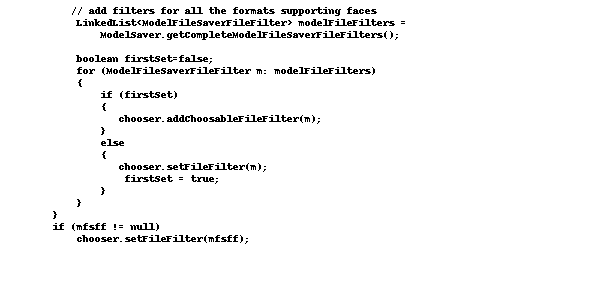 // add filters for all the formats supporting faces
LinkedList<ModelFileSaverFileFilter> modelFileFilters =
ModelSaver.getCompleteModelFileSaverFileFilters();
boolean firstSet=false;
for (ModelFileSaverFileFilter m: modelFileFilters)
{
if (firstSet)
{
chooser.addChoosableFileFilter(m);
}
else
{
chooser.setFileFilter(m);
firstSet = true;
}
}
}
if (mfsff != null)
chooser.setFileFilter(mfsff);